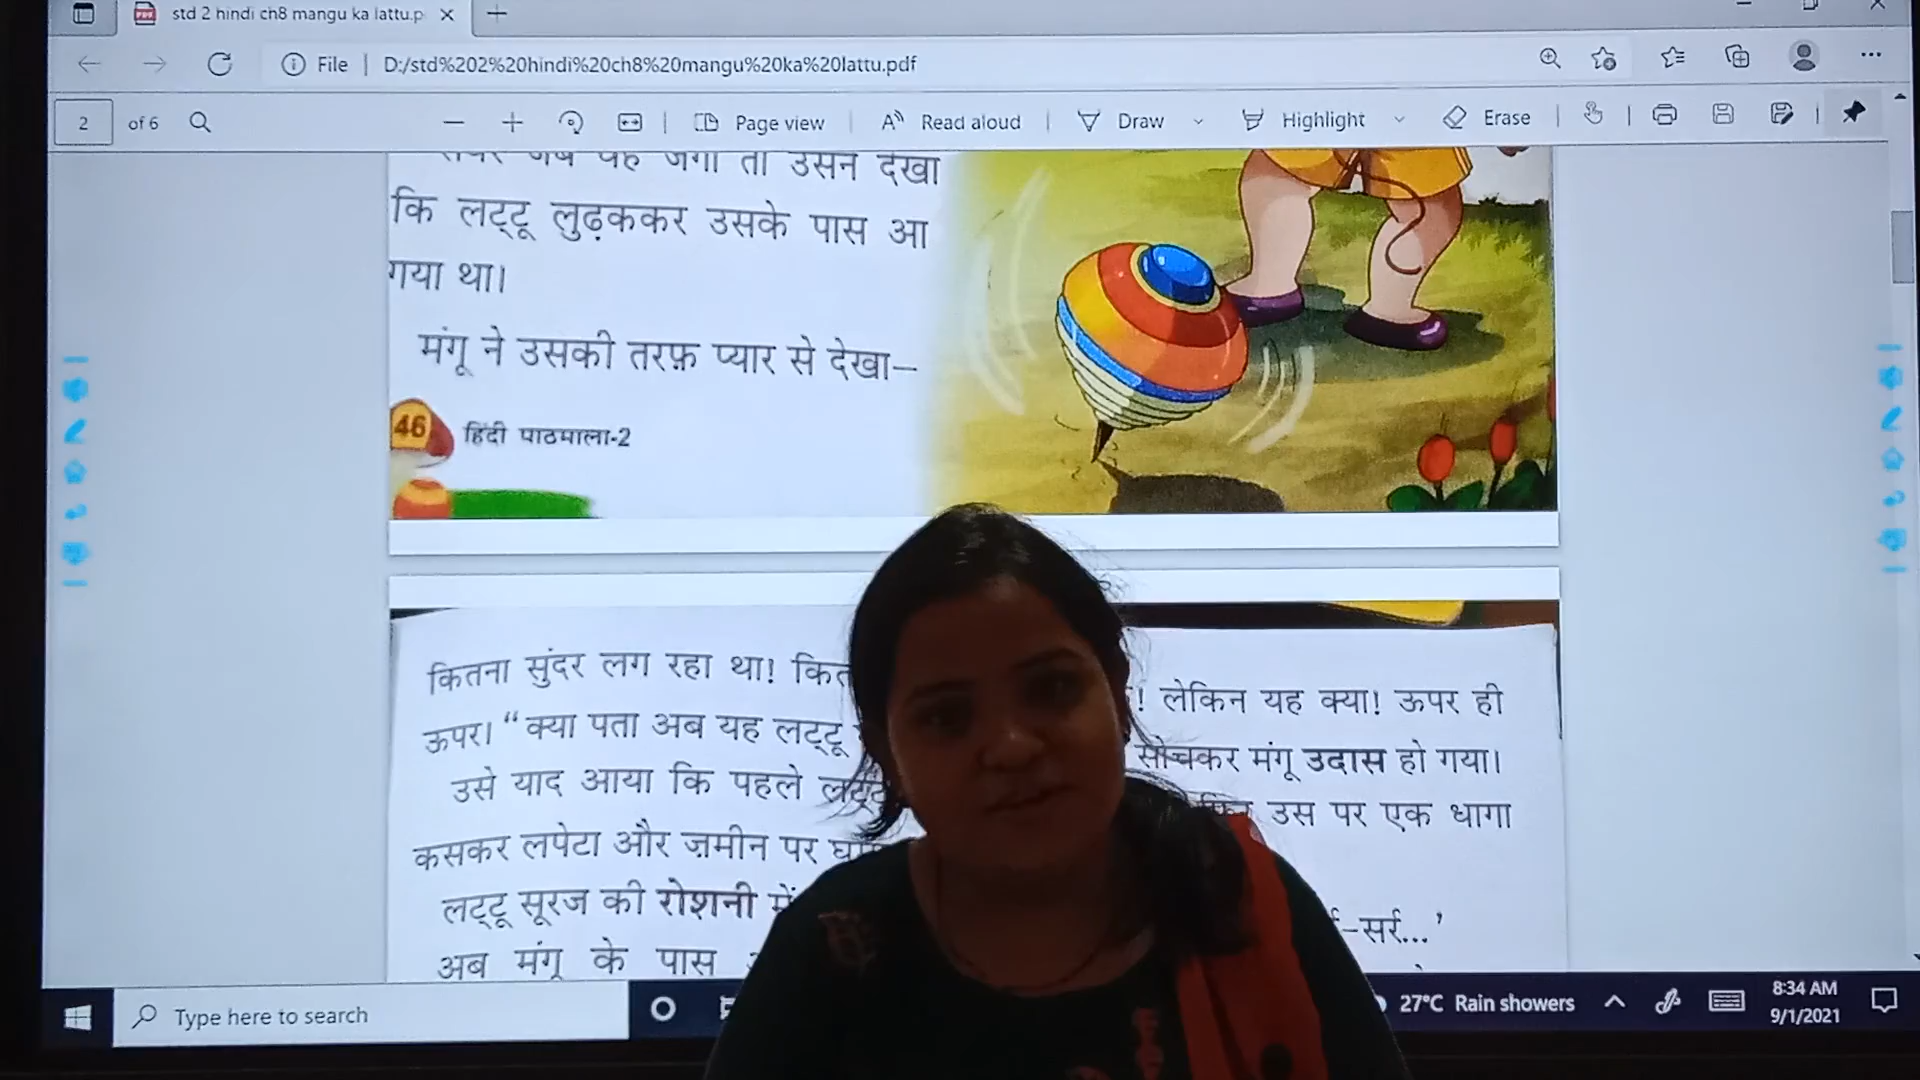 std 2 hindi ch8 mangu ka lattu.p
File
D:/std%202%20hindi%20ch8%20mangu%20ka%20lattu.pdf
2 of 6
Page view
Read aloud
Draw
Highlight
Erase
तो उसने देखा
कि लट्टू लुढ़ककर उसके पास आ
गया था।
मंगू ने उसकी तरफ़ प्यार से देखा–
46 हिंदी पाठमाला-2
कितना सुंदर लग रहा था! ! लेकिन यह क्या! ऊपर ही
ऊपर। “क्या पता अब यह लट्टू सोचकर मंगू उदास हो गया।
उसे याद आया कि पहले उस पर एक धागा
कसकर लपेटा और ज़मीन पर
लट्टू सूरज की रोशनी में -सर्र...’
अब मंगू के पास
Type here to search
27°C Rain showers
8:34 AM
9/1/2021